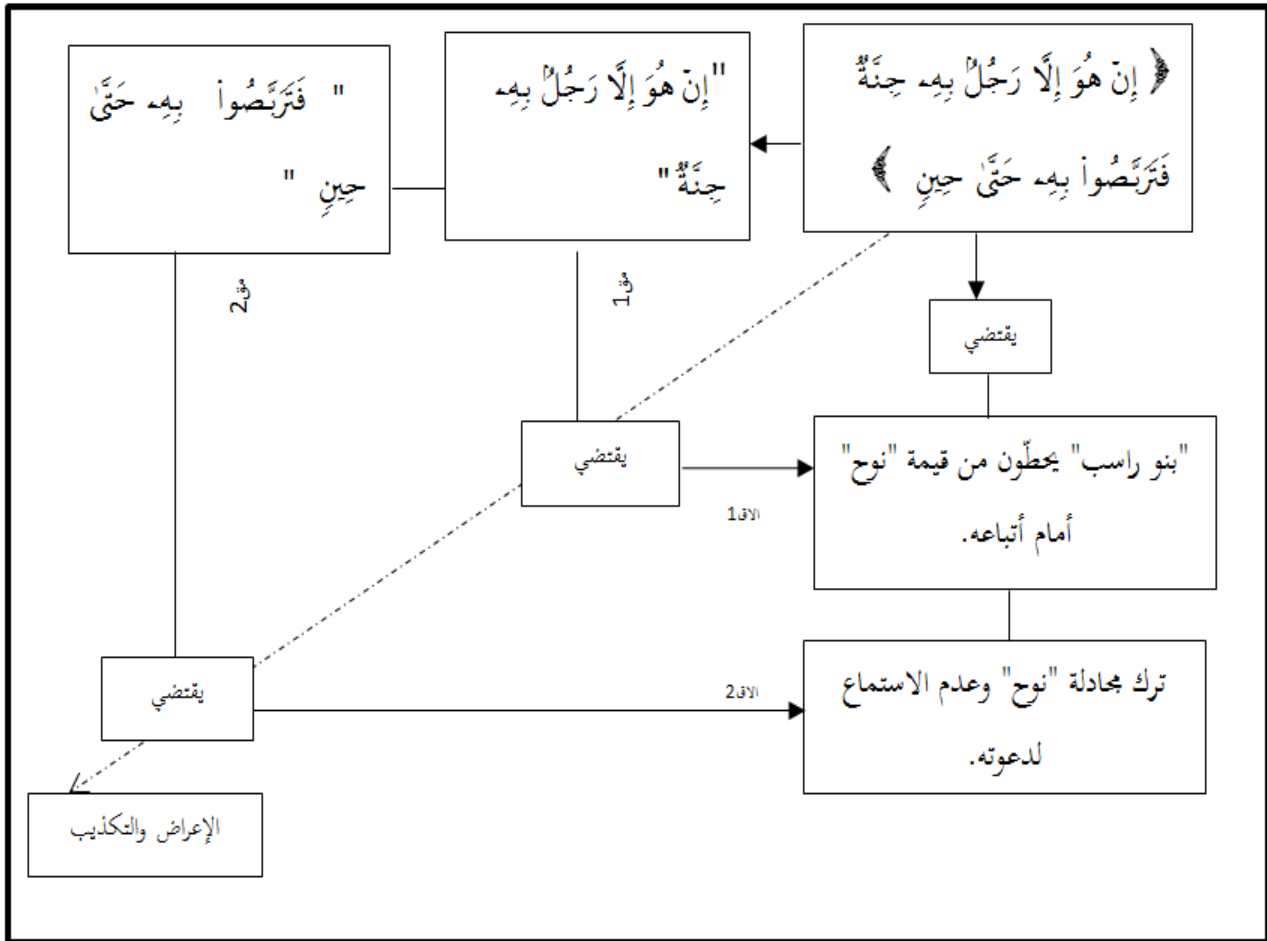 ﴿ إِنْ هُوَ إِلَّا رَجُلٌۢ بِهِۦ جِنَّةٌ
فَتَرَبَّصُوا۟ بِهِۦ حَتَّىٰ حِينٍ ﴾
"إِنْ هُوَ إِلَّا رَجُلٌۢ بِهِۦ
جِنَّةٌ"
" فَتَرَبَّصُوا۟ بِهِۦ حَتَّىٰ
حِينٍ "
مق1
مق2
يقتضي
يقتضي
"بنو راسب" يحطّون من قيمة "نوح"
أمام أتباعه.
الاق1
يقتضي
ترك مجادلة "نوح" وعدم الاستماع
لدعوته.
الاق2
الإعراض والتكذيب